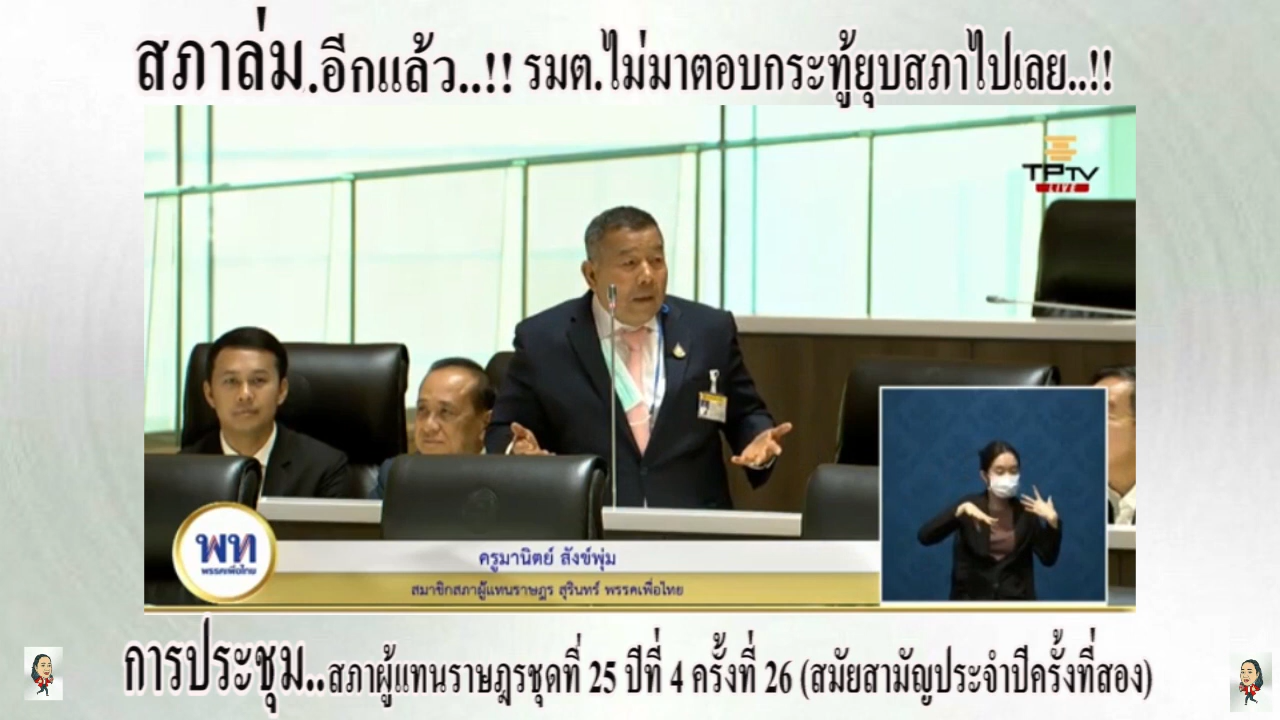 สภาล่ม.อีกแล้ว..!! รมต.ไม่มาตอบกระทู้ยุบสภาไปเลย..!!
TPTV
LIVE
พท
พรรคเพื่อไทย
ครูมานิตย์ สังข์พุ่ม
สมาชิกสภาผู้แทนราษฎร สุรินทร์ พรรคเพื่อไทย
การประชุม..สภาผู้แทนราษฎรชุดที่ 25 ปีที่ 4 ครั้งที่ 26 (สมัยสามัญประจำปีครั้งที่สอง)